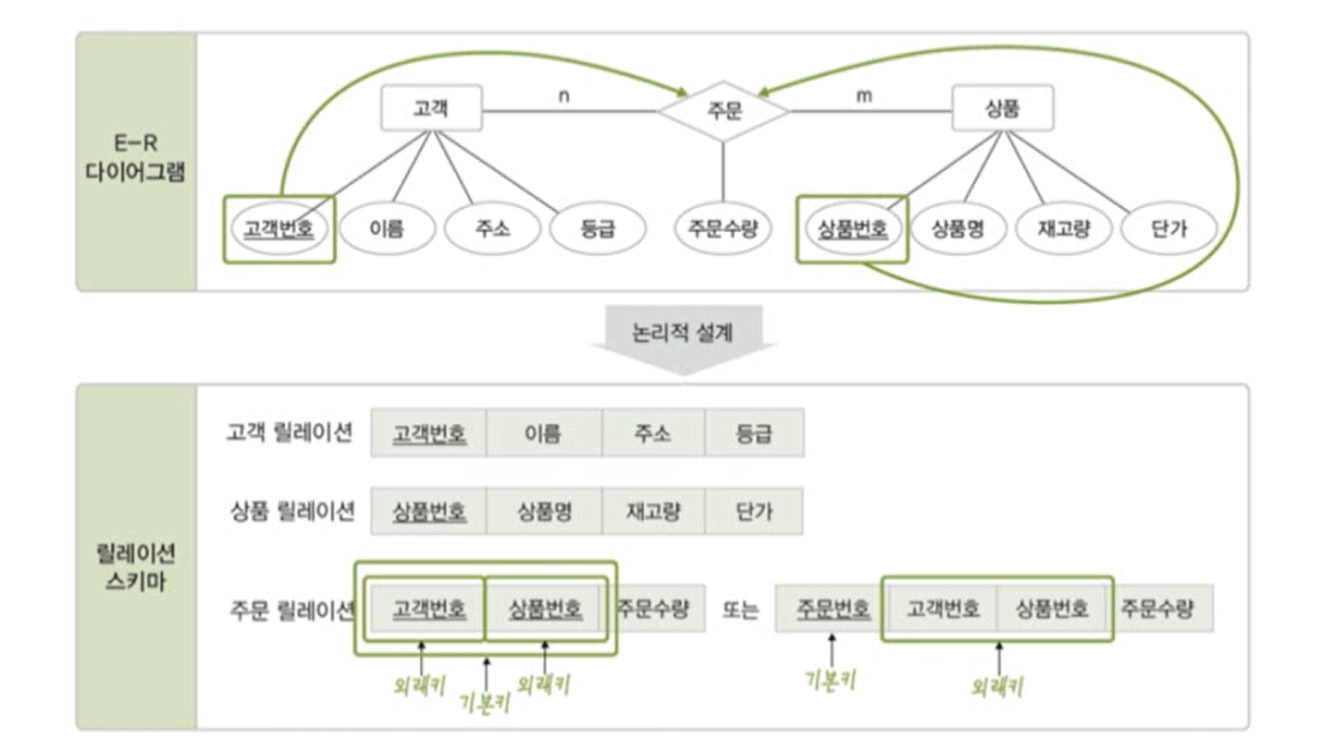 E-R
다이어그램
고객
n
주문
m
상품
고객번호
이름
주소
등급
주문수량
상품번호
상품명
재고량
단가
논리적 설계
릴레이션
스키마
고객 릴레이션 고객번호 이름 주소 등급
상품 릴레이션 상품번호 상품명 재고량 단가
주문 릴레이션 고객번호 상품번호 주문수량 또는 주문번호 고객번호 상품번호 주문수량
외래키 기본키 외래키 기본키 외래키